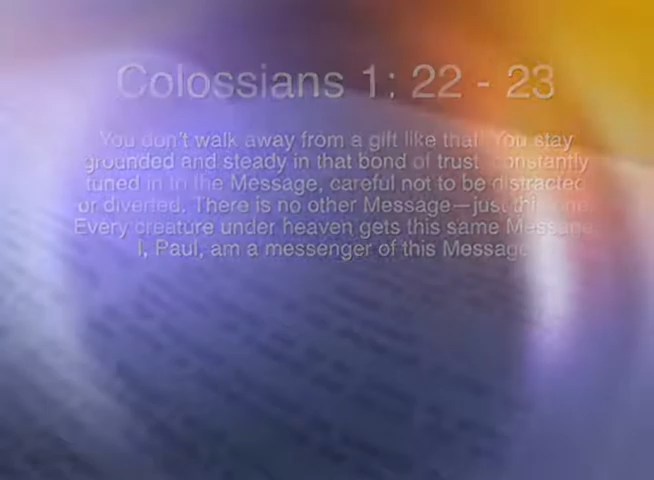 Colossians 1: 22 - 23
You don't walk away from a gift like that! You stay
grounded and steady in that bond of trust, constantly
tuned in to the Message, careful not to be distracted
or diverted. There is no other Message—just this one.
Every creature under heaven gets this same Message.
I, Paul, am a messenger of this Message